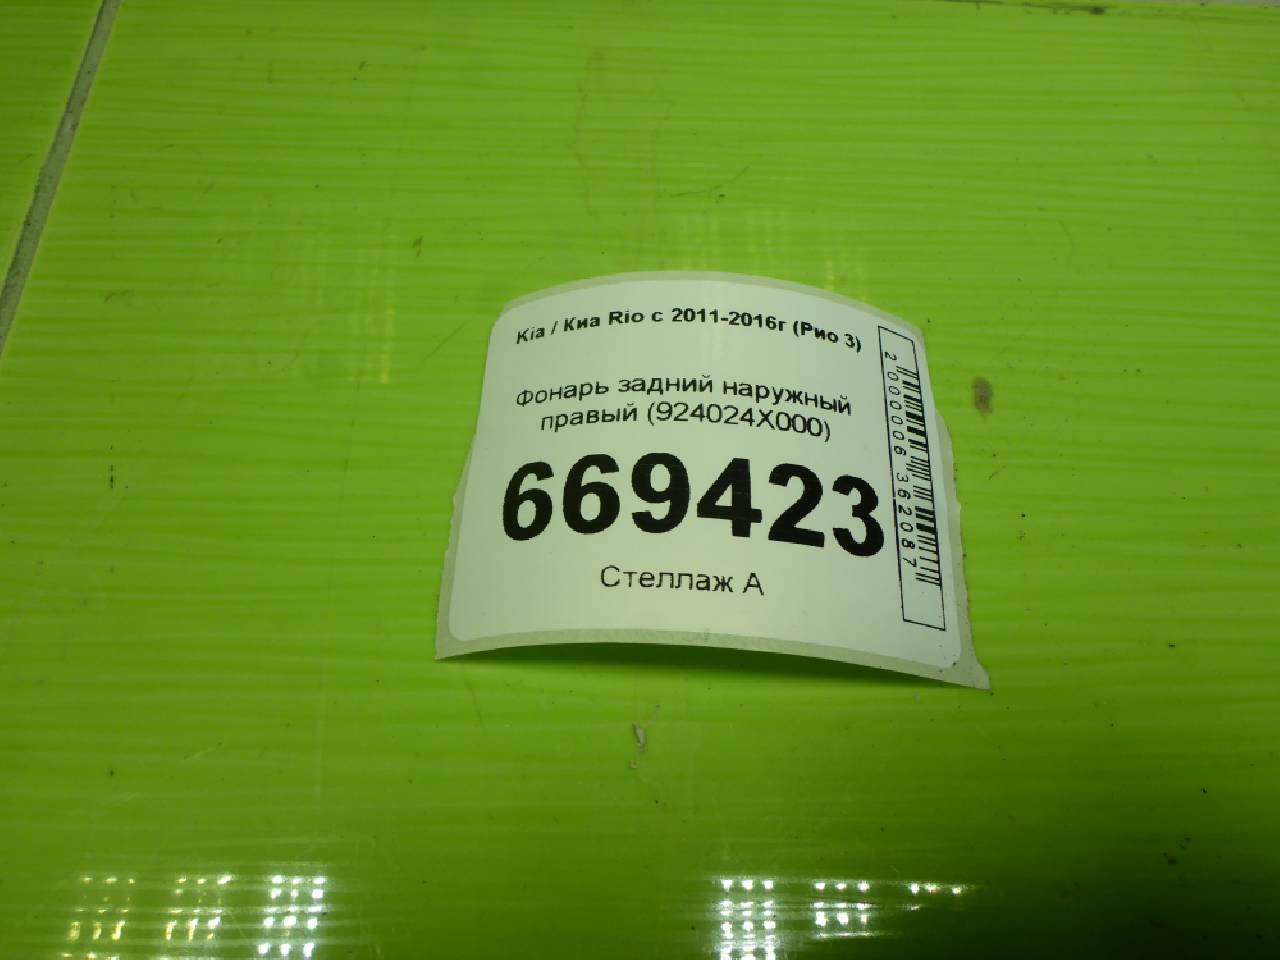 Kia / Киа Rio с 2011-2016г (Рио 3)
Фонарь задний наружный
правый (924024X000)
669423
Стеллаж А
2000006362087